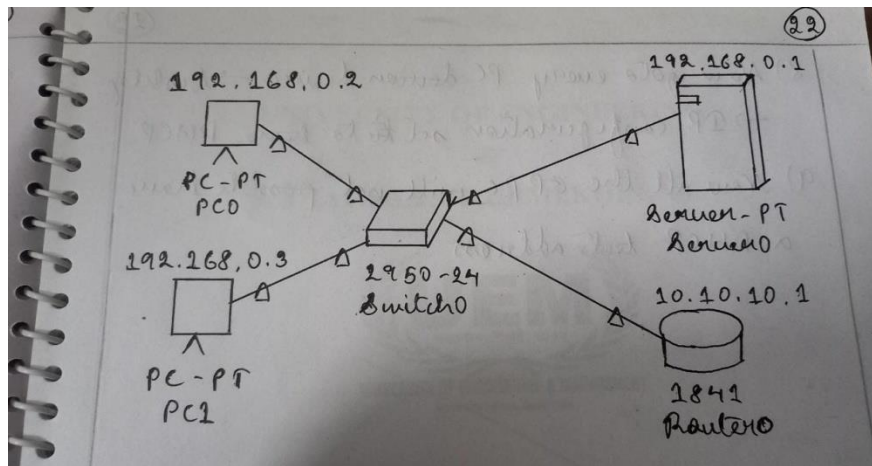 22
192.168.0.2
PC-PT
PC0
192.168.0.1
Server-PT
Server0
192.168.0.3
PC-PT
PC1
2950-24
Switch0
10.10.10.1
1841
Router0